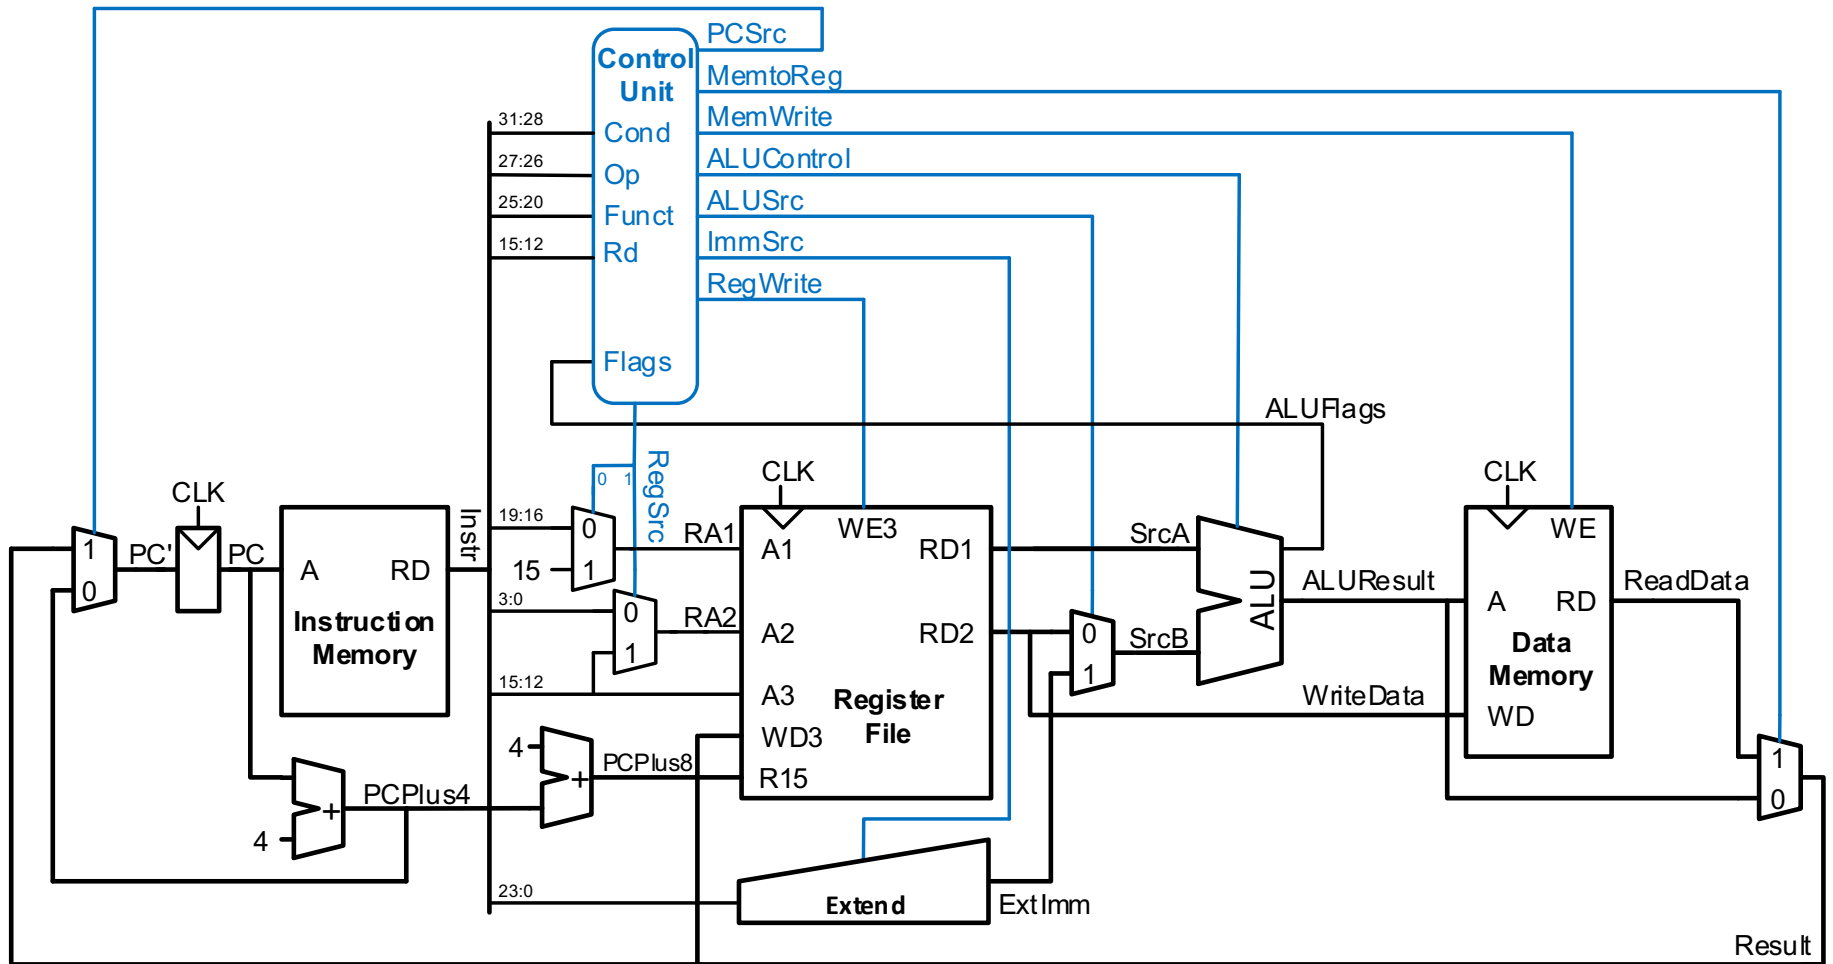 PCSrc
Control
Unit
MemtoReg
MemWrite
31:28
Cond
ALUControl
27:26
Op
ALUSrc
25:20
Funct
ImmSrc
15:12
Rd
RegWrite
Flags
ALUFlags
RegSrc
0 1
CLK
CLK
CLK
Instr
19:16
0
WE3
WE
1
PC'
PC
A
RD
15
1
RA1
A1
RD1
SrcA
0
3:0
0
RA2
A2
RD2
0
SrcB
ALU
ALUResult
A
RD
ReadData
Instruction
Memory
1
1
Data
Memory
15:12
A3
Register
File
WriteData
WD
4
WD3
PCPlus8
+
R15
1
0
PCPlus4
+
4
23:0
Extend
ExtImm
Result